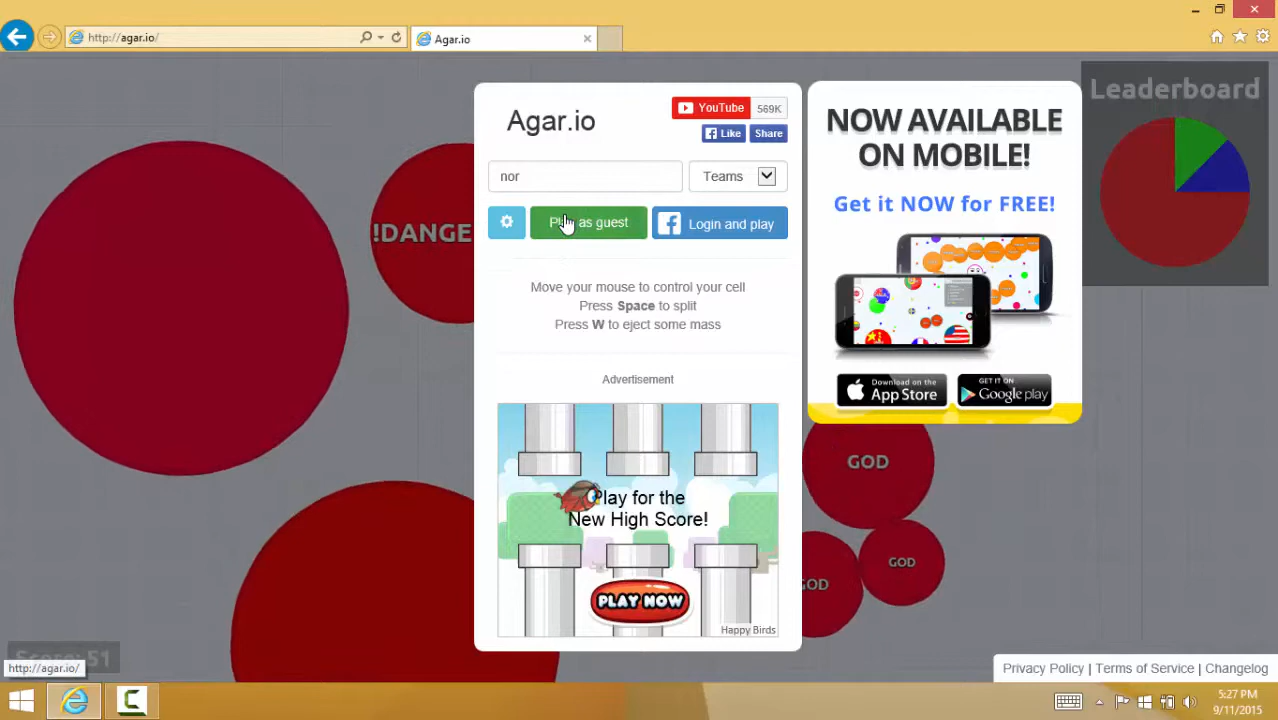 http://agar.io/
Agar.io
Leaderboard
Agar.io
YouTube 569K
Like Share
nor
Teams
Play as guest
Login and play
Move your mouse to control your cell
Press Space to split
Press W to eject some mass
Advertisement
Play for the
New High Score!
PLAY NOW
Happy Birds
NOW AVAILABLE
ON MOBILE!
Get it NOW for FREE!
Download on the
App Store
GET IT ON
Google play
!DANGE
GOD
GOD
GOD
Score: 51
http://agar.io/
Privacy Policy | Terms of Service | Changelog
5:27 PM
9/11/2015